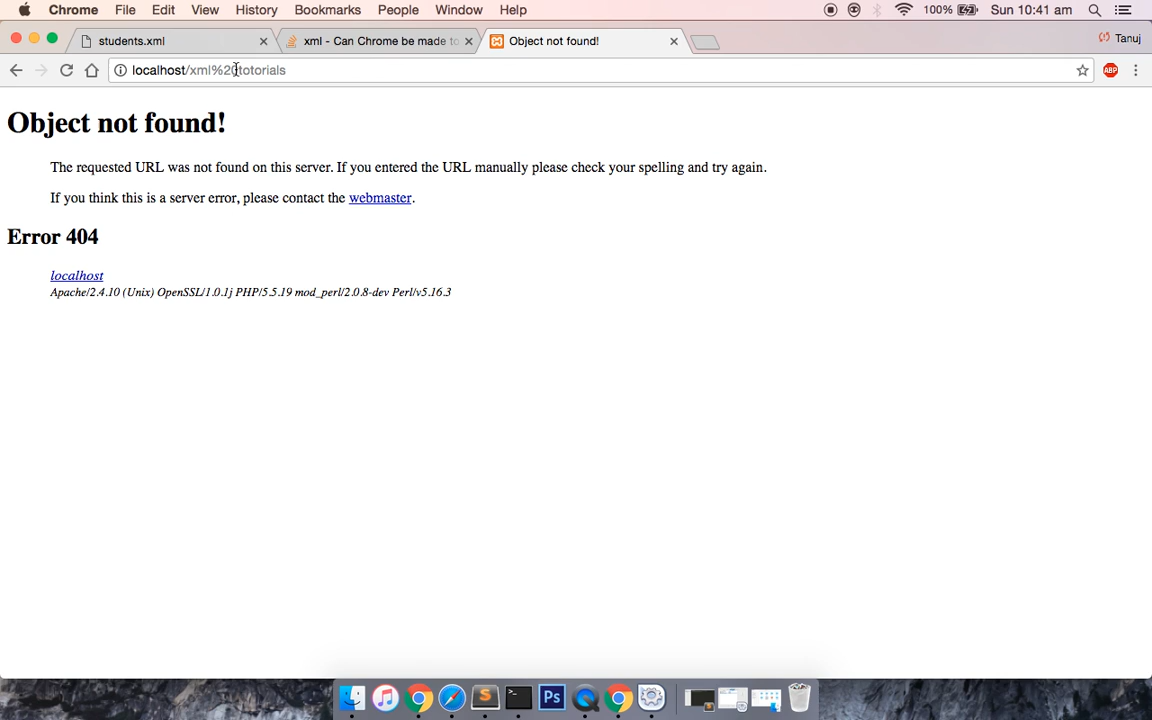 Chrome File Edit View History Bookmarks People Window Help 100% Sun 10:41 am
students.xml xml - Can Chrome be made to Object not found! Tanuj
localhost/xml%20totorials ABP
Object not found!
The requested URL was not found on this server. If you entered the URL manually please check your spelling and try again.
If you think this is a server error, please contact the webmaster.
Error 404
localhost
Apache/2.4.10 (Unix) OpenSSL/1.0.1j PHP/5.5.19 mod_perl/2.0.8-dev Perl/v5.16.3
S Ps